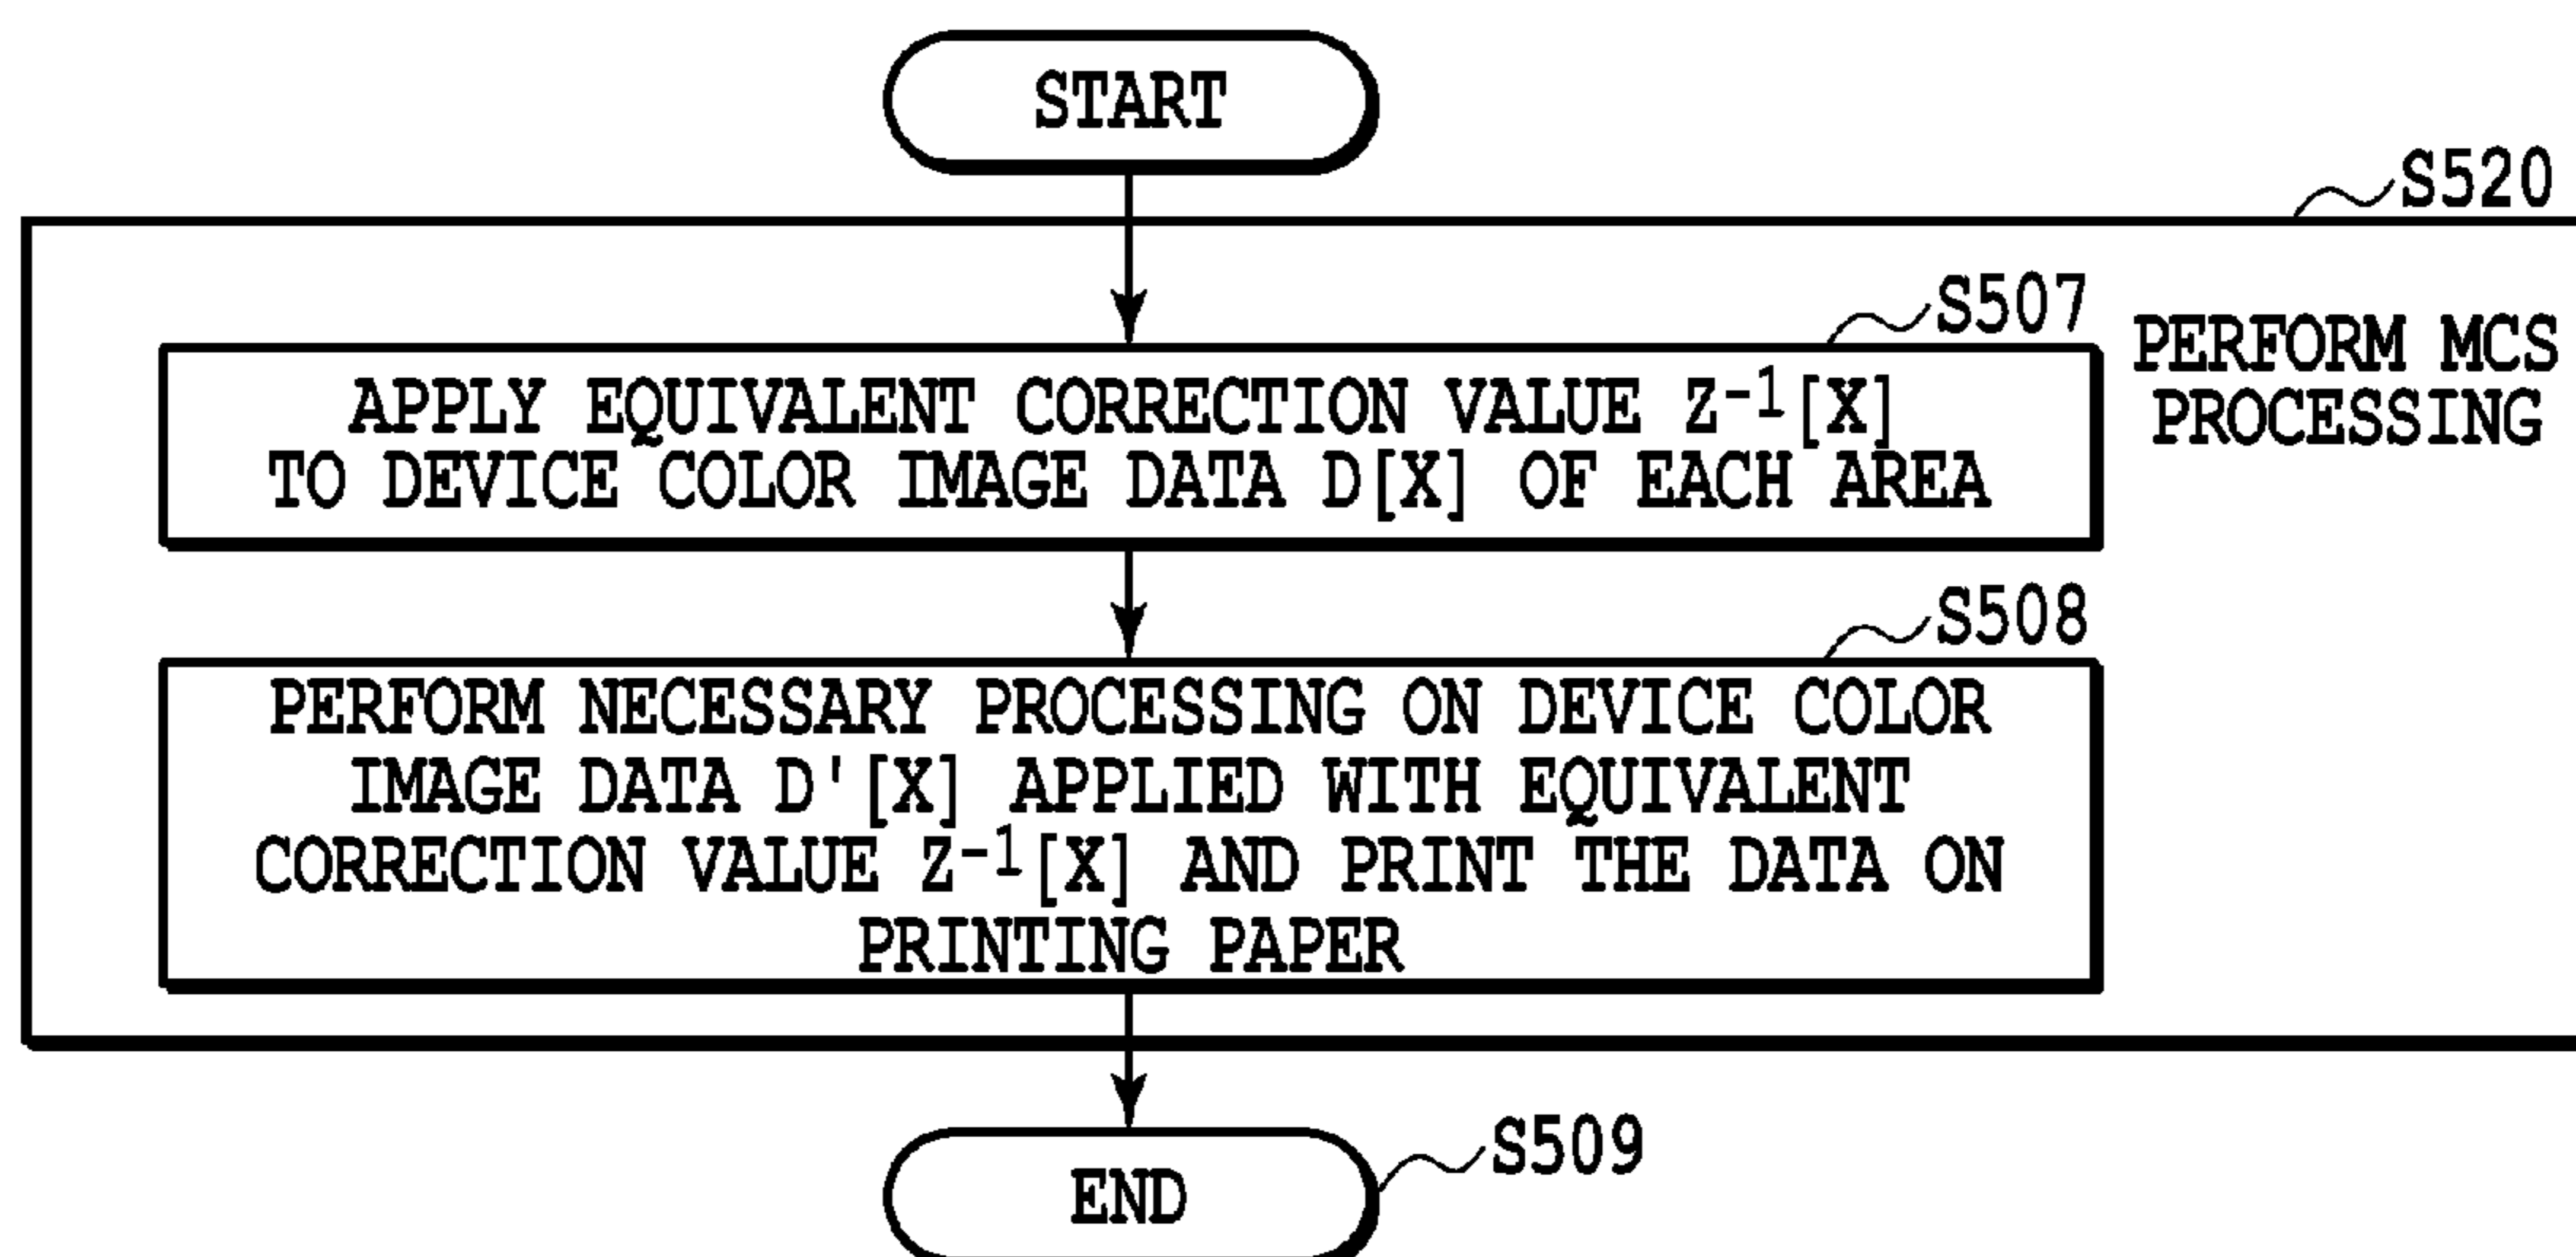 START
S520
S507
PERFORM MCS
PROCESSING
APPLY EQUIVALENT CORRECTION VALUE Z⁻¹[X]
TO DEVICE COLOR IMAGE DATA D[X] OF EACH AREA
S508
PERFORM NECESSARY PROCESSING ON DEVICE COLOR
IMAGE DATA D'[X] APPLIED WITH EQUIVALENT
CORRECTION VALUE Z⁻¹[X] AND PRINT THE DATA ON
PRINTING PAPER
S509
END